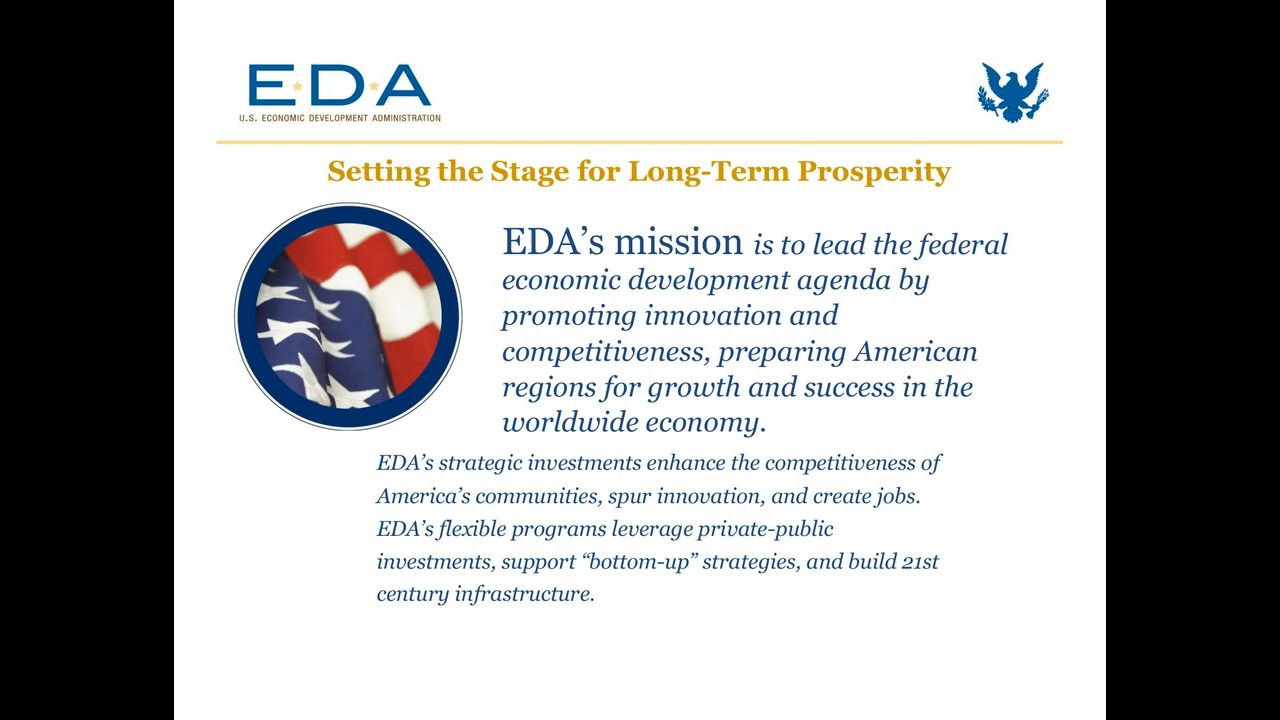 E★D★A
U.S. ECONOMIC DEVELOPMENT ADMINISTRATION
Setting the Stage for Long-Term Prosperity
EDA’s mission is to lead the federal
economic development agenda by
promoting innovation and
competitiveness, preparing American
regions for growth and success in the
worldwide economy.
EDA’s strategic investments enhance the competitiveness of
America’s communities, spur innovation, and create jobs.
EDA’s flexible programs leverage private-public
investments, support “bottom-up” strategies, and build 21st
century infrastructure.